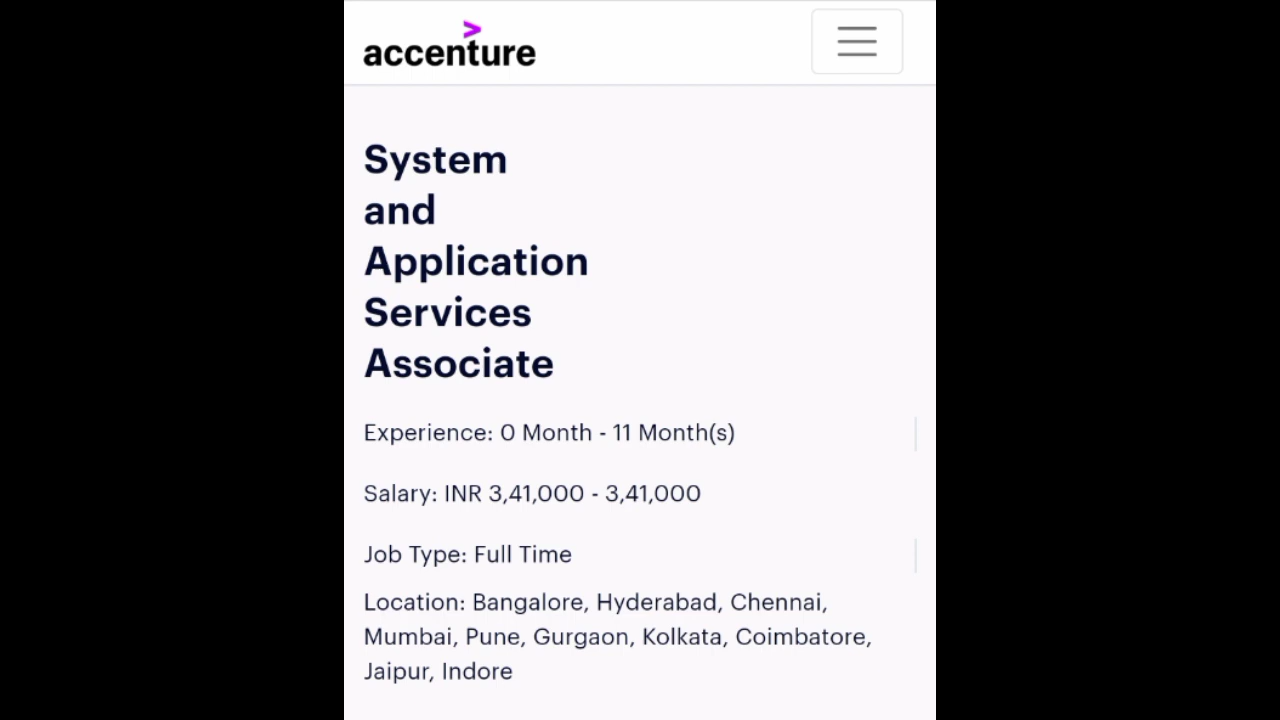 accenture
System
and
Application
Services
Associate
Experience: 0 Month - 11 Month(s)
Salary: INR 3,41,000 - 3,41,000
Job Type: Full Time
Location: Bangalore, Hyderabad, Chennai,
Mumbai, Pune, Gurgaon, Kolkata, Coimbatore,
Jaipur, Indore